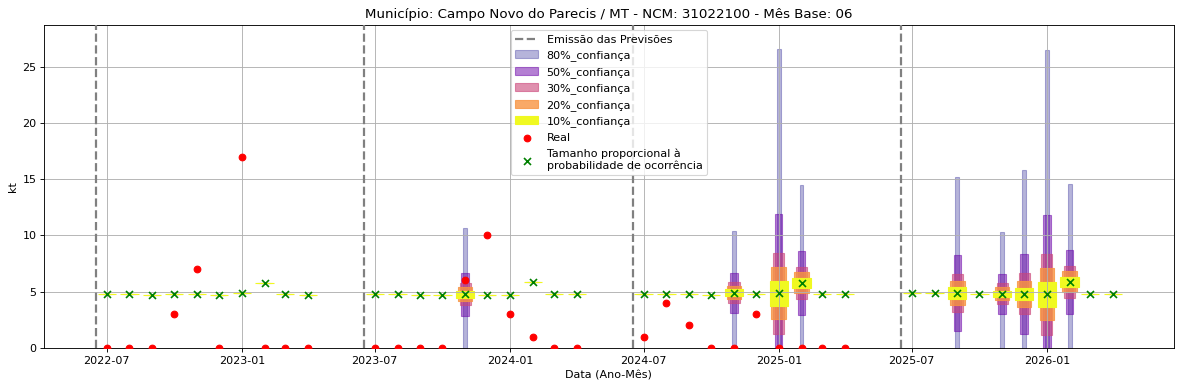 Município: Campo Novo do Parecis / MT - NCM: 31022100 - Mês Base: 06
Emissão das Previsões
80%_confiança
50%_confiança
30%_confiança
20%_confiança
10%_confiança
Real
Tamanho proporcional à
probabilidade de ocorrência
25
20
15
10
5
0
kt
2022-07 2023-01 2023-07 2024-01 2024-07 2025-01 2025-07 2026-01
Data (Ano-Mês)